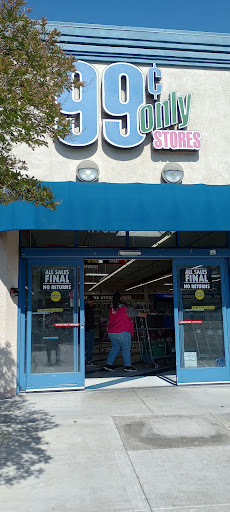 99¢
only
STORES
ALL SALES
FINAL
NO RETURNS
ALL SALES
FINAL
NO RETURNS